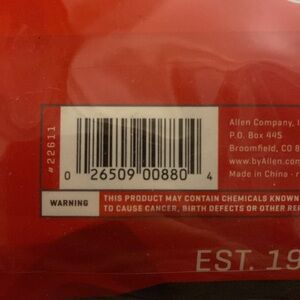 #22611
0 26509 00880 4
Allen Company, I
P.O. Box 445
Broomfield, CO 8
www.byAllen.com
Made in China - r
WARNING
THIS PRODUCT MAY CONTAIN CHEMICALS KNOWN
TO CAUSE CANCER, BIRTH DEFECTS OR OTHER REP
EST. 19